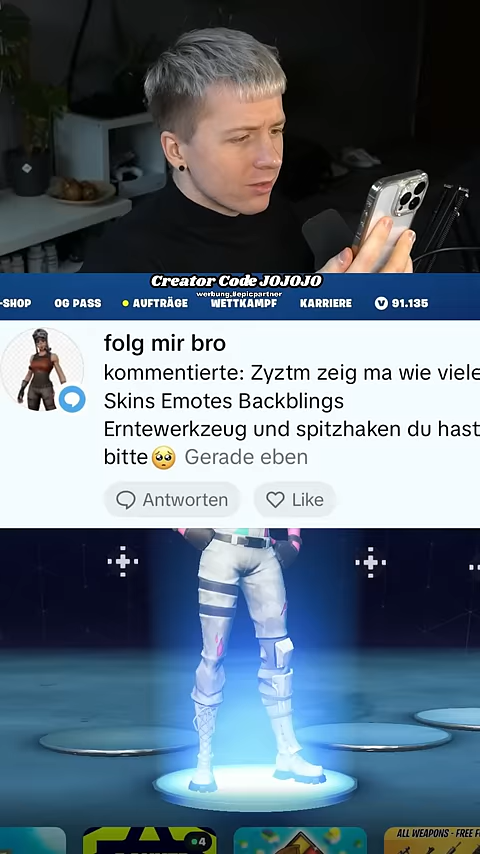 Creator Code JOJOJO
werbung,#epicpartner
-SHOP OG PASS AUFTRÄGE WETTKAMPF KARRIERE V 91.135
folg mir bro
kommentierte: Zyztm zeig ma wie viele
Skins Emotes Backblings
Erntewerkzeug und spitzhaken du hast
bitte🥺 Gerade eben
Antworten Like
4
ALL WEAPONS - FREE F